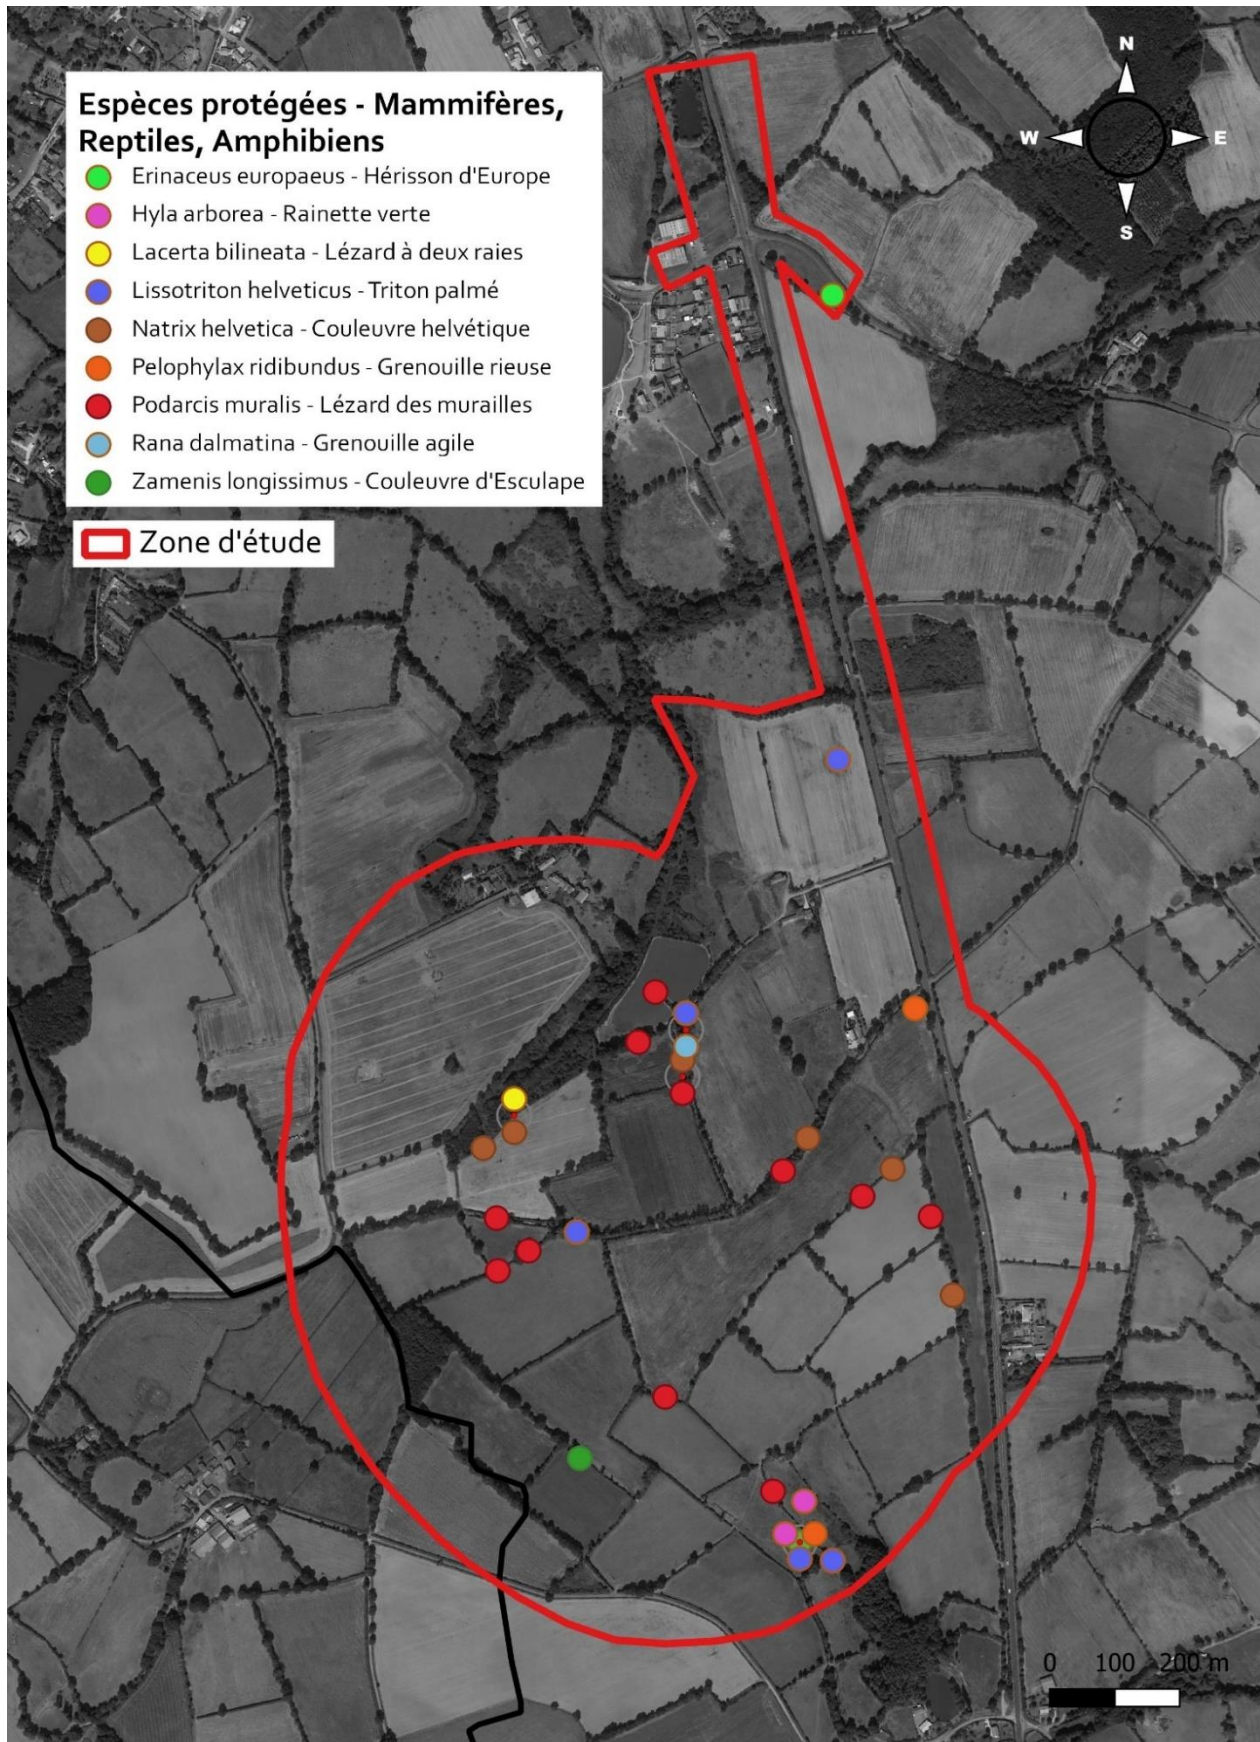 Espèces protégées - Mammifères,
Reptiles, Amphibiens
Erinaceus europaeus - Hérisson d'Europe
Hyla arborea - Rainette verte
Lacerta bilineata - Lézard à deux raies
Lissotriton helveticus - Triton palmé
Natrix helvetica - Couleuvre helvétique
Pelophylax ridibundus - Grenouille rieuse
Podarcis muralis - Lézard des murailles
Rana dalmatina - Grenouille agile
Zamenis longissimus - Couleuvre d'Esculape
Zone d'étude
N
W E
S
0 100 200 m